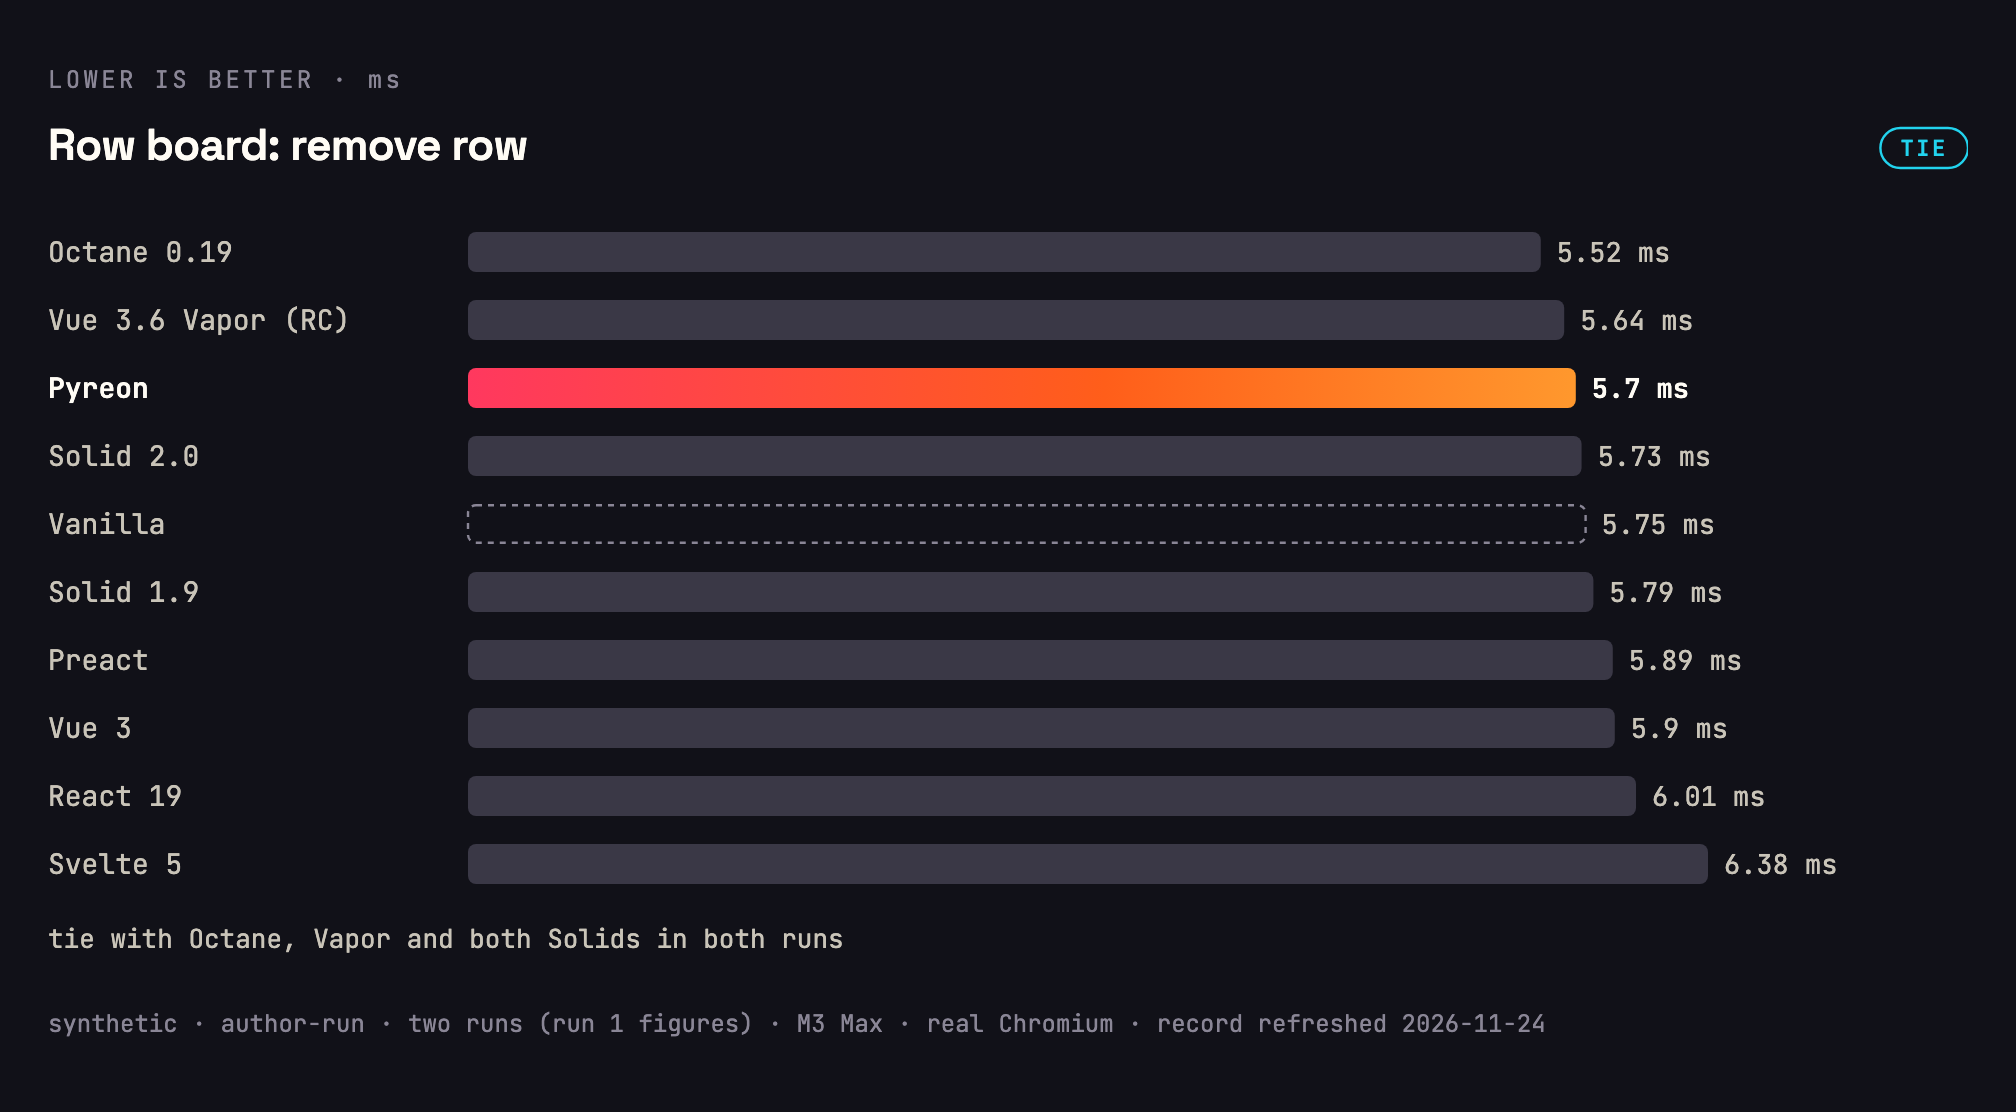 LOWER IS BETTER · ms
Row board: remove row
TIE
Octane 0.19 5.52 ms
Vue 3.6 Vapor (RC) 5.64 ms
Pyreon 5.7 ms
Solid 2.0 5.73 ms
Vanilla 5.75 ms
Solid 1.9 5.79 ms
Preact 5.89 ms
Vue 3 5.9 ms
React 19 6.01 ms
Svelte 5 6.38 ms
tie with Octane, Vapor and both Solids in both runs
synthetic · author-run · two runs (run 1 figures) · M3 Max · real Chromium · record refreshed 2026-11-24